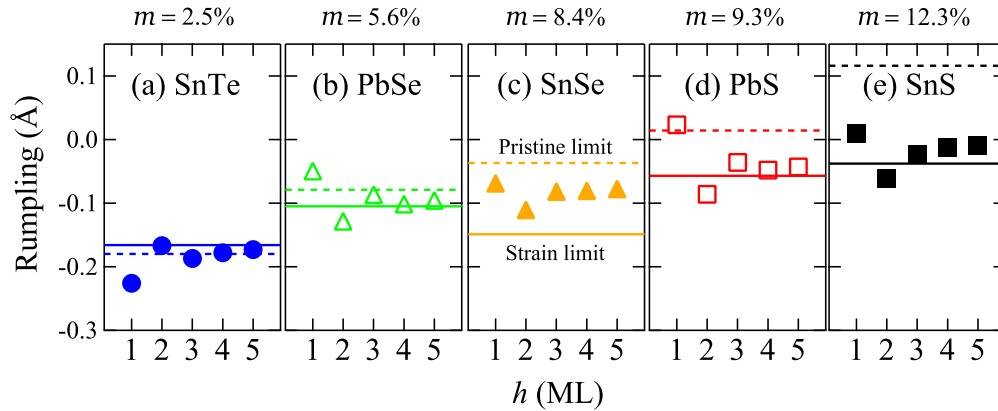 m = 2.5% m = 5.6% m = 8.4% m = 9.3% m = 12.3%
(a) SnTe (b) PbSe (c) SnSe (d) PbS (e) SnS
Rumpling (Å)
0.1
0.0
-0.1
-0.2
-0.3
Pristine limit
Strain limit
1 2 3 4 5 1 2 3 4 5 1 2 3 4 5 1 2 3 4 5 1 2 3 4 5
h (ML)